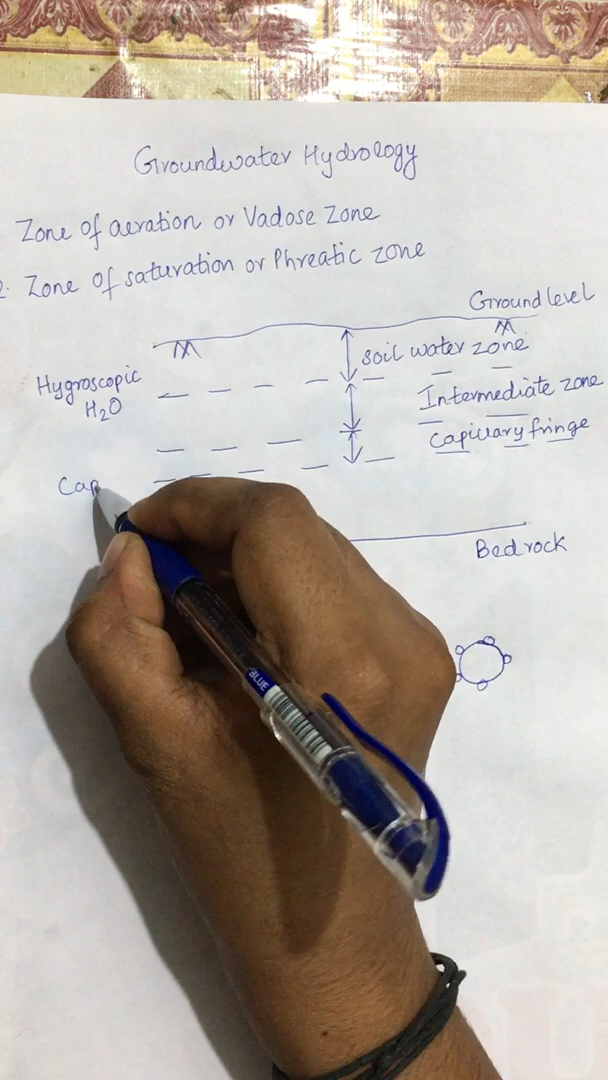 Groundwater Hydrology
Zone of aeration or Vadose Zone
2. Zone of saturation or Phreatic zone
Ground level
soil water zone
Hygroscopic
H2O
Intermediate zone
Capillary fringe
Cap
Bedrock
BLUE